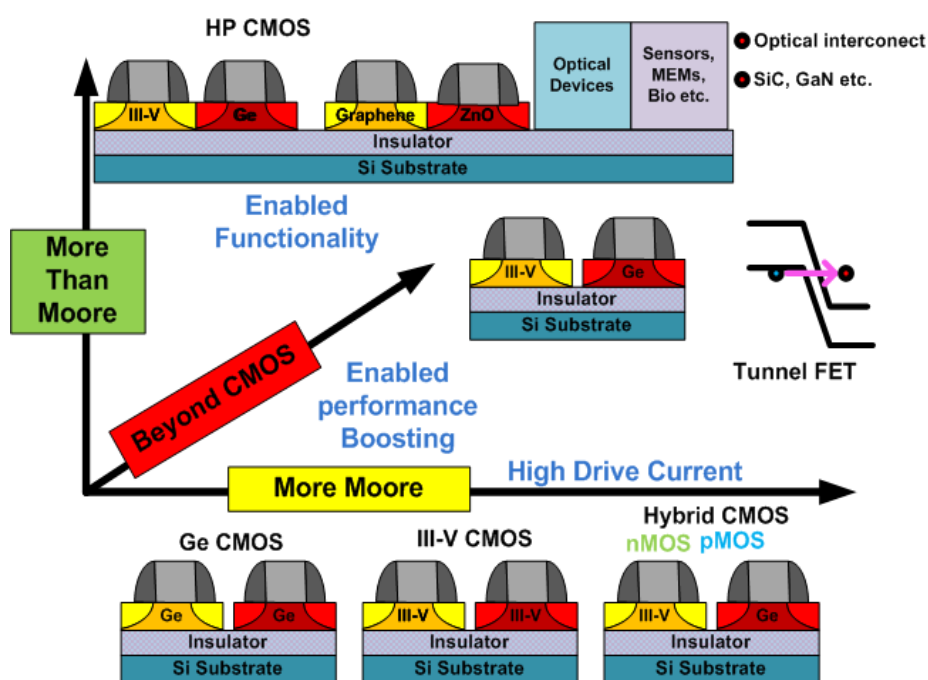 HP CMOS
III-V
Ge
Graphene
ZnO
Optical
Devices
Sensors,
MEMs,
Bio etc.
Optical interconect
SiC, GaN etc.
Insulator
Si Substrate
Enabled
Functionality
More
Than
Moore
III-V
Ge
Insulator
Si Substrate
Tunnel FET
Beyond CMOS
Enabled
performance
Boosting
More Moore
High Drive Current
Ge CMOS
Ge
Ge
Insulator
Si Substrate
III-V CMOS
III-V
III-V
Insulator
Si Substrate
Hybrid CMOS
nMOS pMOS
III-V
Ge
Insulator
Si Substrate